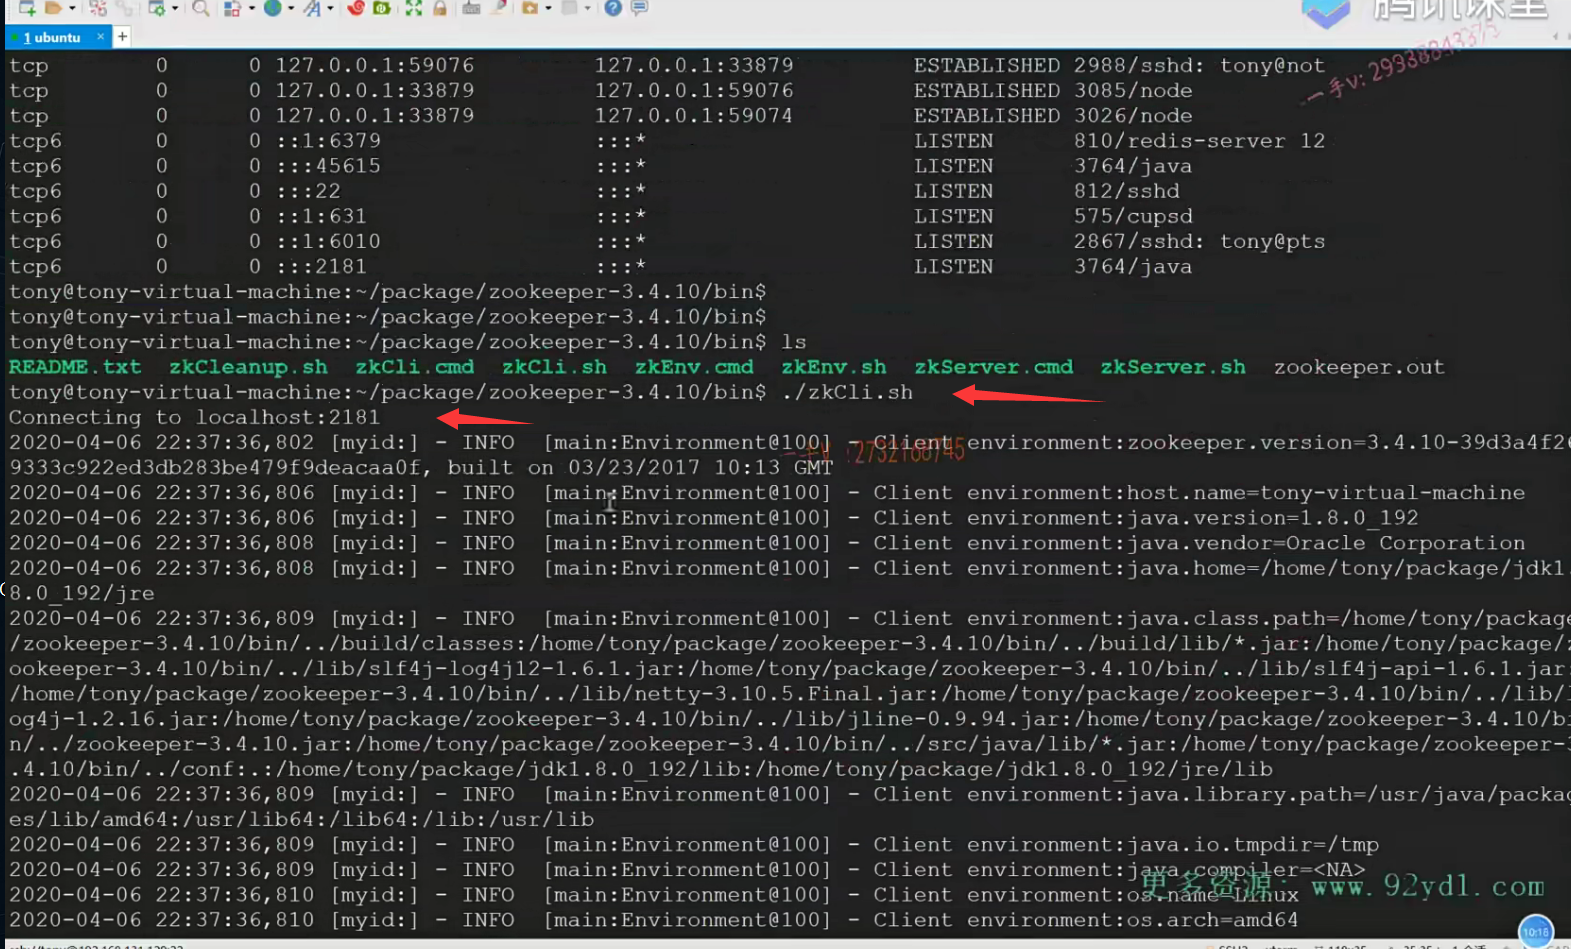 腾讯课堂
1 ubuntu × +
tcp 0 0 127.0.0.1:59076 127.0.0.1:33879 ESTABLISHED 2988/sshd: tony@not
一手V: 29338843375
tcp 0 0 127.0.0.1:33879 127.0.0.1:59076 ESTABLISHED 3085/node
tcp 0 0 127.0.0.1:33879 127.0.0.1:59074 ESTABLISHED 3026/node
tcp6 0 0 ::1:6379 :::* LISTEN 810/redis-server 12
tcp6 0 0 :::45615 :::* LISTEN 3764/java
tcp6 0 0 :::22 :::* LISTEN 812/sshd
tcp6 0 0 ::1:631 :::* LISTEN 575/cupsd
tcp6 0 0 ::1:6010 :::* LISTEN 2867/sshd: tony@pts
tcp6 0 0 :::2181 :::* LISTEN 3764/java
tony@tony-virtual-machine:~/package/zookeeper-3.4.10/bin$
tony@tony-virtual-machine:~/package/zookeeper-3.4.10/bin$
tony@tony-virtual-machine:~/package/zookeeper-3.4.10/bin$ ls
README.txt zkCleanup.sh zkCli.cmd zkCli.sh zkEnv.cmd zkEnv.sh zkServer.cmd zkServer.sh zookeeper.out
tony@tony-virtual-machine:~/package/zookeeper-3.4.10/bin$ ./zkCli.sh
Connecting to localhost:2181
2020-04-06 22:37:36,802 [myid:] - INFO [main:Environment@100] - Client environment:zookeeper.version=3.4.10-39d3a4f26
9333c922ed3db283be479f9deacaa0f, built on 03/23/2017 10:13 GMT
一手V :2732168745
2020-04-06 22:37:36,806 [myid:] - INFO [main:Environment@100] - Client environment:host.name=tony-virtual-machine
2020-04-06 22:37:36,806 [myid:] - INFO [main:Environment@100] - Client environment:java.version=1.8.0_192
2020-04-06 22:37:36,808 [myid:] - INFO [main:Environment@100] - Client environment:java.vendor=Oracle Corporation
2020-04-06 22:37:36,808 [myid:] - INFO [main:Environment@100] - Client environment:java.home=/home/tony/package/jdk1.
8.0_192/jre
2020-04-06 22:37:36,809 [myid:] - INFO [main:Environment@100] - Client environment:java.class.path=/home/tony/package
/zookeeper-3.4.10/bin/../build/classes:/home/tony/package/zookeeper-3.4.10/bin/../build/lib/*.jar:/home/tony/package/z
ookeeper-3.4.10/bin/../lib/slf4j-log4j12-1.6.1.jar:/home/tony/package/zookeeper-3.4.10/bin/../lib/slf4j-api-1.6.1.jar:
/home/tony/package/zookeeper-3.4.10/bin/../lib/netty-3.10.5.Final.jar:/home/tony/package/zookeeper-3.4.10/bin/../lib/l
og4j-1.2.16.jar:/home/tony/package/zookeeper-3.4.10/bin/../lib/jline-0.9.94.jar:/home/tony/package/zookeeper-3.4.10/bi
n/../zookeeper-3.4.10.jar:/home/tony/package/zookeeper-3.4.10/bin/../src/java/lib/*.jar:/home/tony/package/zookeeper-3
.4.10/bin/../conf:.:/home/tony/package/jdk1.8.0_192/lib:/home/tony/package/jdk1.8.0_192/jre/lib
2020-04-06 22:37:36,809 [myid:] - INFO [main:Environment@100] - Client environment:java.library.path=/usr/java/packag
es/lib/amd64:/usr/lib64:/lib64:/lib:/usr/lib
2020-04-06 22:37:36,809 [myid:] - INFO [main:Environment@100] - Client environment:java.io.tmpdir=/tmp
2020-04-06 22:37:36,809 [myid:] - INFO [main:Environment@100] - Client environment:java.compiler=<NA>
更多资源: www.92ydl.com
2020-04-06 22:37:36,810 [myid:] - INFO [main:Environment@100] - Client environment:os.name=Linux
2020-04-06 22:37:36,810 [myid:] - INFO [main:Environment@100] - Client environment:os.arch=amd64
10:18